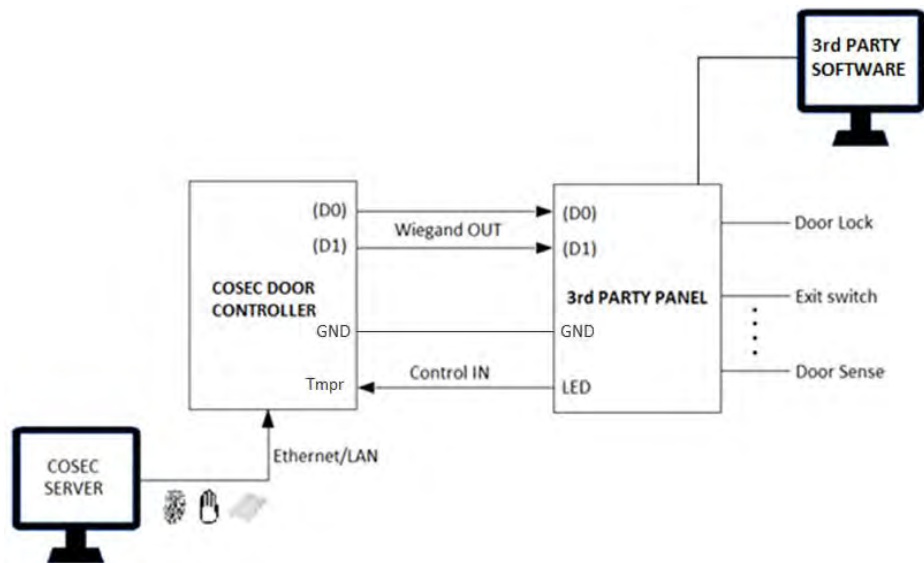 3rd PARTY
SOFTWARE
(D0)
(D0)
Wiegand OUT
(D1)
(D1)
Door Lock
COSEC DOOR
CONTROLLER
3rd PARTY PANEL
Exit switch
GND
GND
Control IN
Tmpr
LED
Door Sense
Ethernet/LAN
COSEC
SERVER